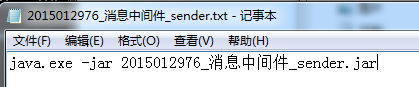 2015012976_消息中间件_sender.txt - 记事本
文件(F) 编辑(E) 格式(O) 查看(V) 帮助(H)
java.exe -jar 2015012976_消息中间件_sender.jar